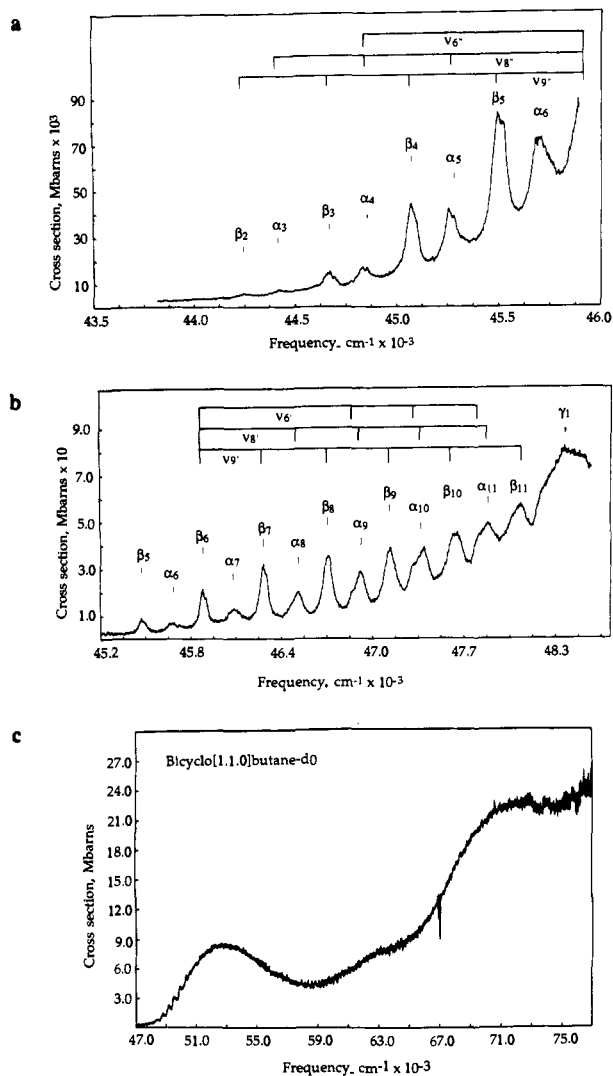 a
ν6"
ν8"
ν9"
β5
α6
β4
α5
β3
α4
β2
α3
90
70
50
30
10
Cross section, Mbarns x 10³
43.5 44.0 44.5 45.0 45.5 46.0
Frequency, cm-1 x 10-3
b
γ1
ν6'
ν8'
ν9'
β5
α6
β6
α7
β7
α8
β8
α9
β9
α10
β10
α11
β11
9.0
7.0
5.0
3.0
1.0
Cross section, Mbarns x 10
45.2 45.8 46.4 47.0 47.7 48.3
Frequency, cm-1 x 10-3
c
Bicyclo[1.1.0]butane-d0
27.0
24.0
21.0
18.0
15.0
12.0
9.0
6.0
3.0
Cross section, Mbarns
47.0 51.0 55.0 59.0 63.0 67.0 71.0 75.0
Frequency, cm-1 x 10-3